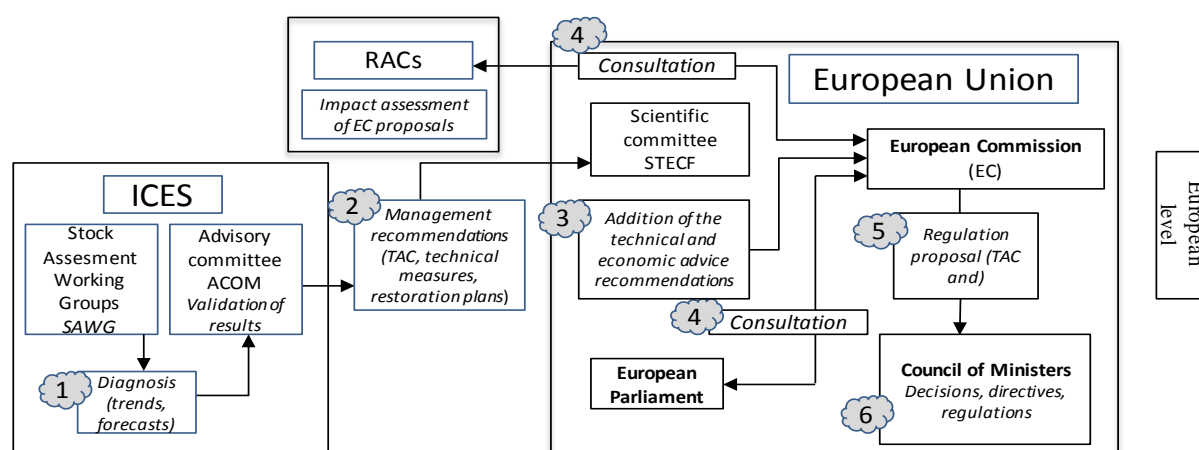 4
RACs
Consultation
European Union
Impact assessment
of EC proposals
Scientific
committee
STECF
European Commission
(EC)
ICES
Stock
Assesment
Working
Groups
SAWG
Advisory
committee
ACOM
Validation of
results
2
Management
recommendations
(TAC, technical
measures,
restoration plans)
3
Addition of the
technical and
economic advice
recommendations
5
Regulation
proposal (TAC
and)
European
level
4
Consultation
1
Diagnosis
(trends,
forecasts)
European
Parliament
Council of Ministers
Decisions, directives,
regulations
6